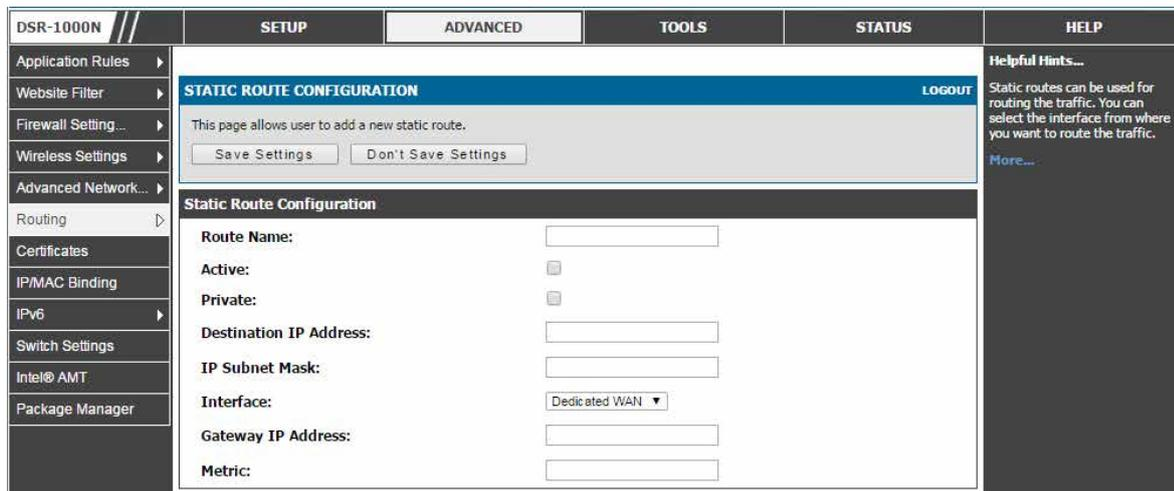 DSR-1000N
SETUP
ADVANCED
TOOLS
STATUS
HELP
Application Rules
Website Filter
Firewall Setting...
Wireless Settings
Advanced Network...
Routing
Certificates
IP/MAC Binding
IPv6
Switch Settings
Intel® AMT
Package Manager
STATIC ROUTE CONFIGURATION
LOGOUT
This page allows user to add a new static route.
Save Settings
Don't Save Settings
Static Route Configuration
Route Name:
Active:
Private:
Destination IP Address:
IP Subnet Mask:
Interface:
Dedicated WAN
Gateway IP Address:
Metric:
Helpful Hints...
Static routes can be used for
routing the traffic. You can
select the interface from where
you want to route the traffic.
More...